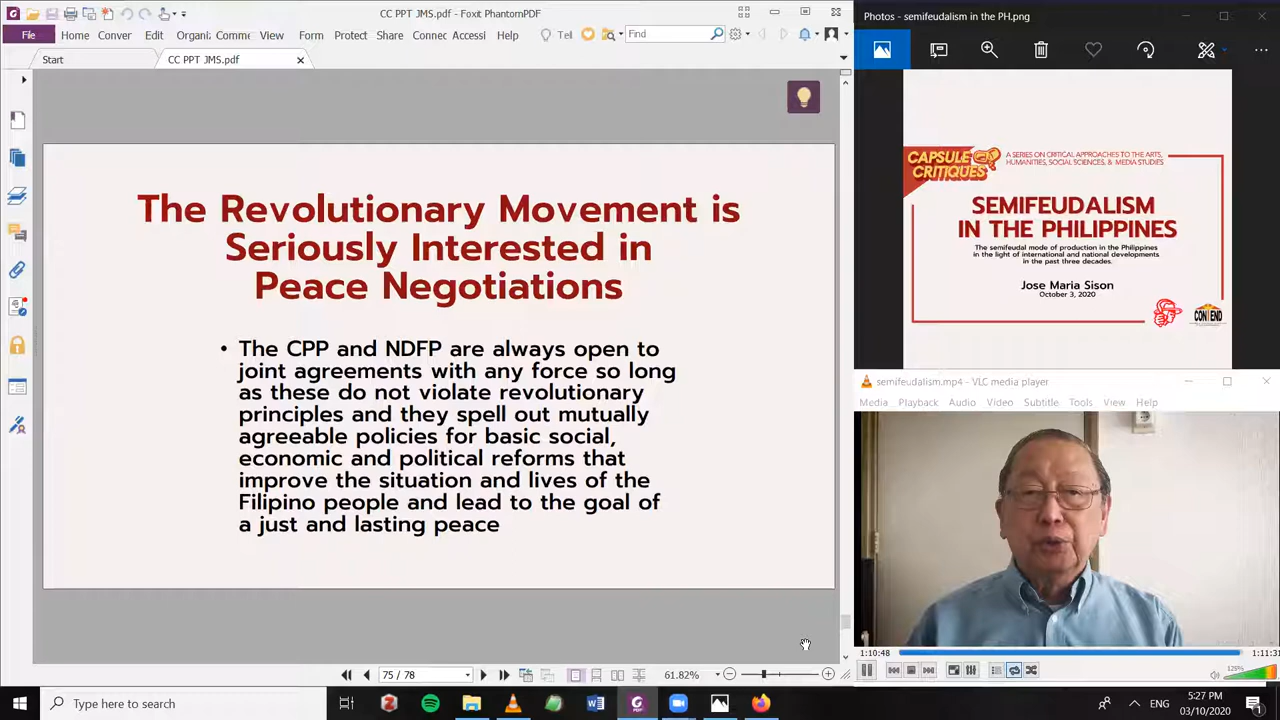 CC PPT JMS.pdf - Foxit PhantomPDF
File Home Conver Edit Organi: Comme View Form Protect Share Connec Accessi Help Tell Find
Start CC PPT JMS.pdf
The Revolutionary Movement is
Seriously Interested in
Peace Negotiations
• The CPP and NDFP are always open to
joint agreements with any force so long
as these do not violate revolutionary
principles and they spell out mutually
agreeable policies for basic social,
economic and political reforms that
improve the situation and lives of the
Filipino people and lead to the goal of
a just and lasting peace
75 / 78 61.82%
Photos - semifeudalism in the PH.png
CAPSULE
CRITIQUES
A SERIES ON CRITICAL APPROACHES TO THE ARTS,
HUMANITIES, SOCIAL SCIENCES, & MEDIA STUDIES
SEMIFEUDALISM
IN THE PHILIPPINES
The semifeudal mode of production in the Philippines
in the light of international and national developments
in the past three decades.
Jose Maria Sison
October 3, 2020
CONTEND
semifeudalism.mp4 - VLC media player
Media Playback Audio Video Subtitle Tools View Help
1:10:48 1:11:31
125%
Type here to search
ENG
5:27 PM
03/10/2020